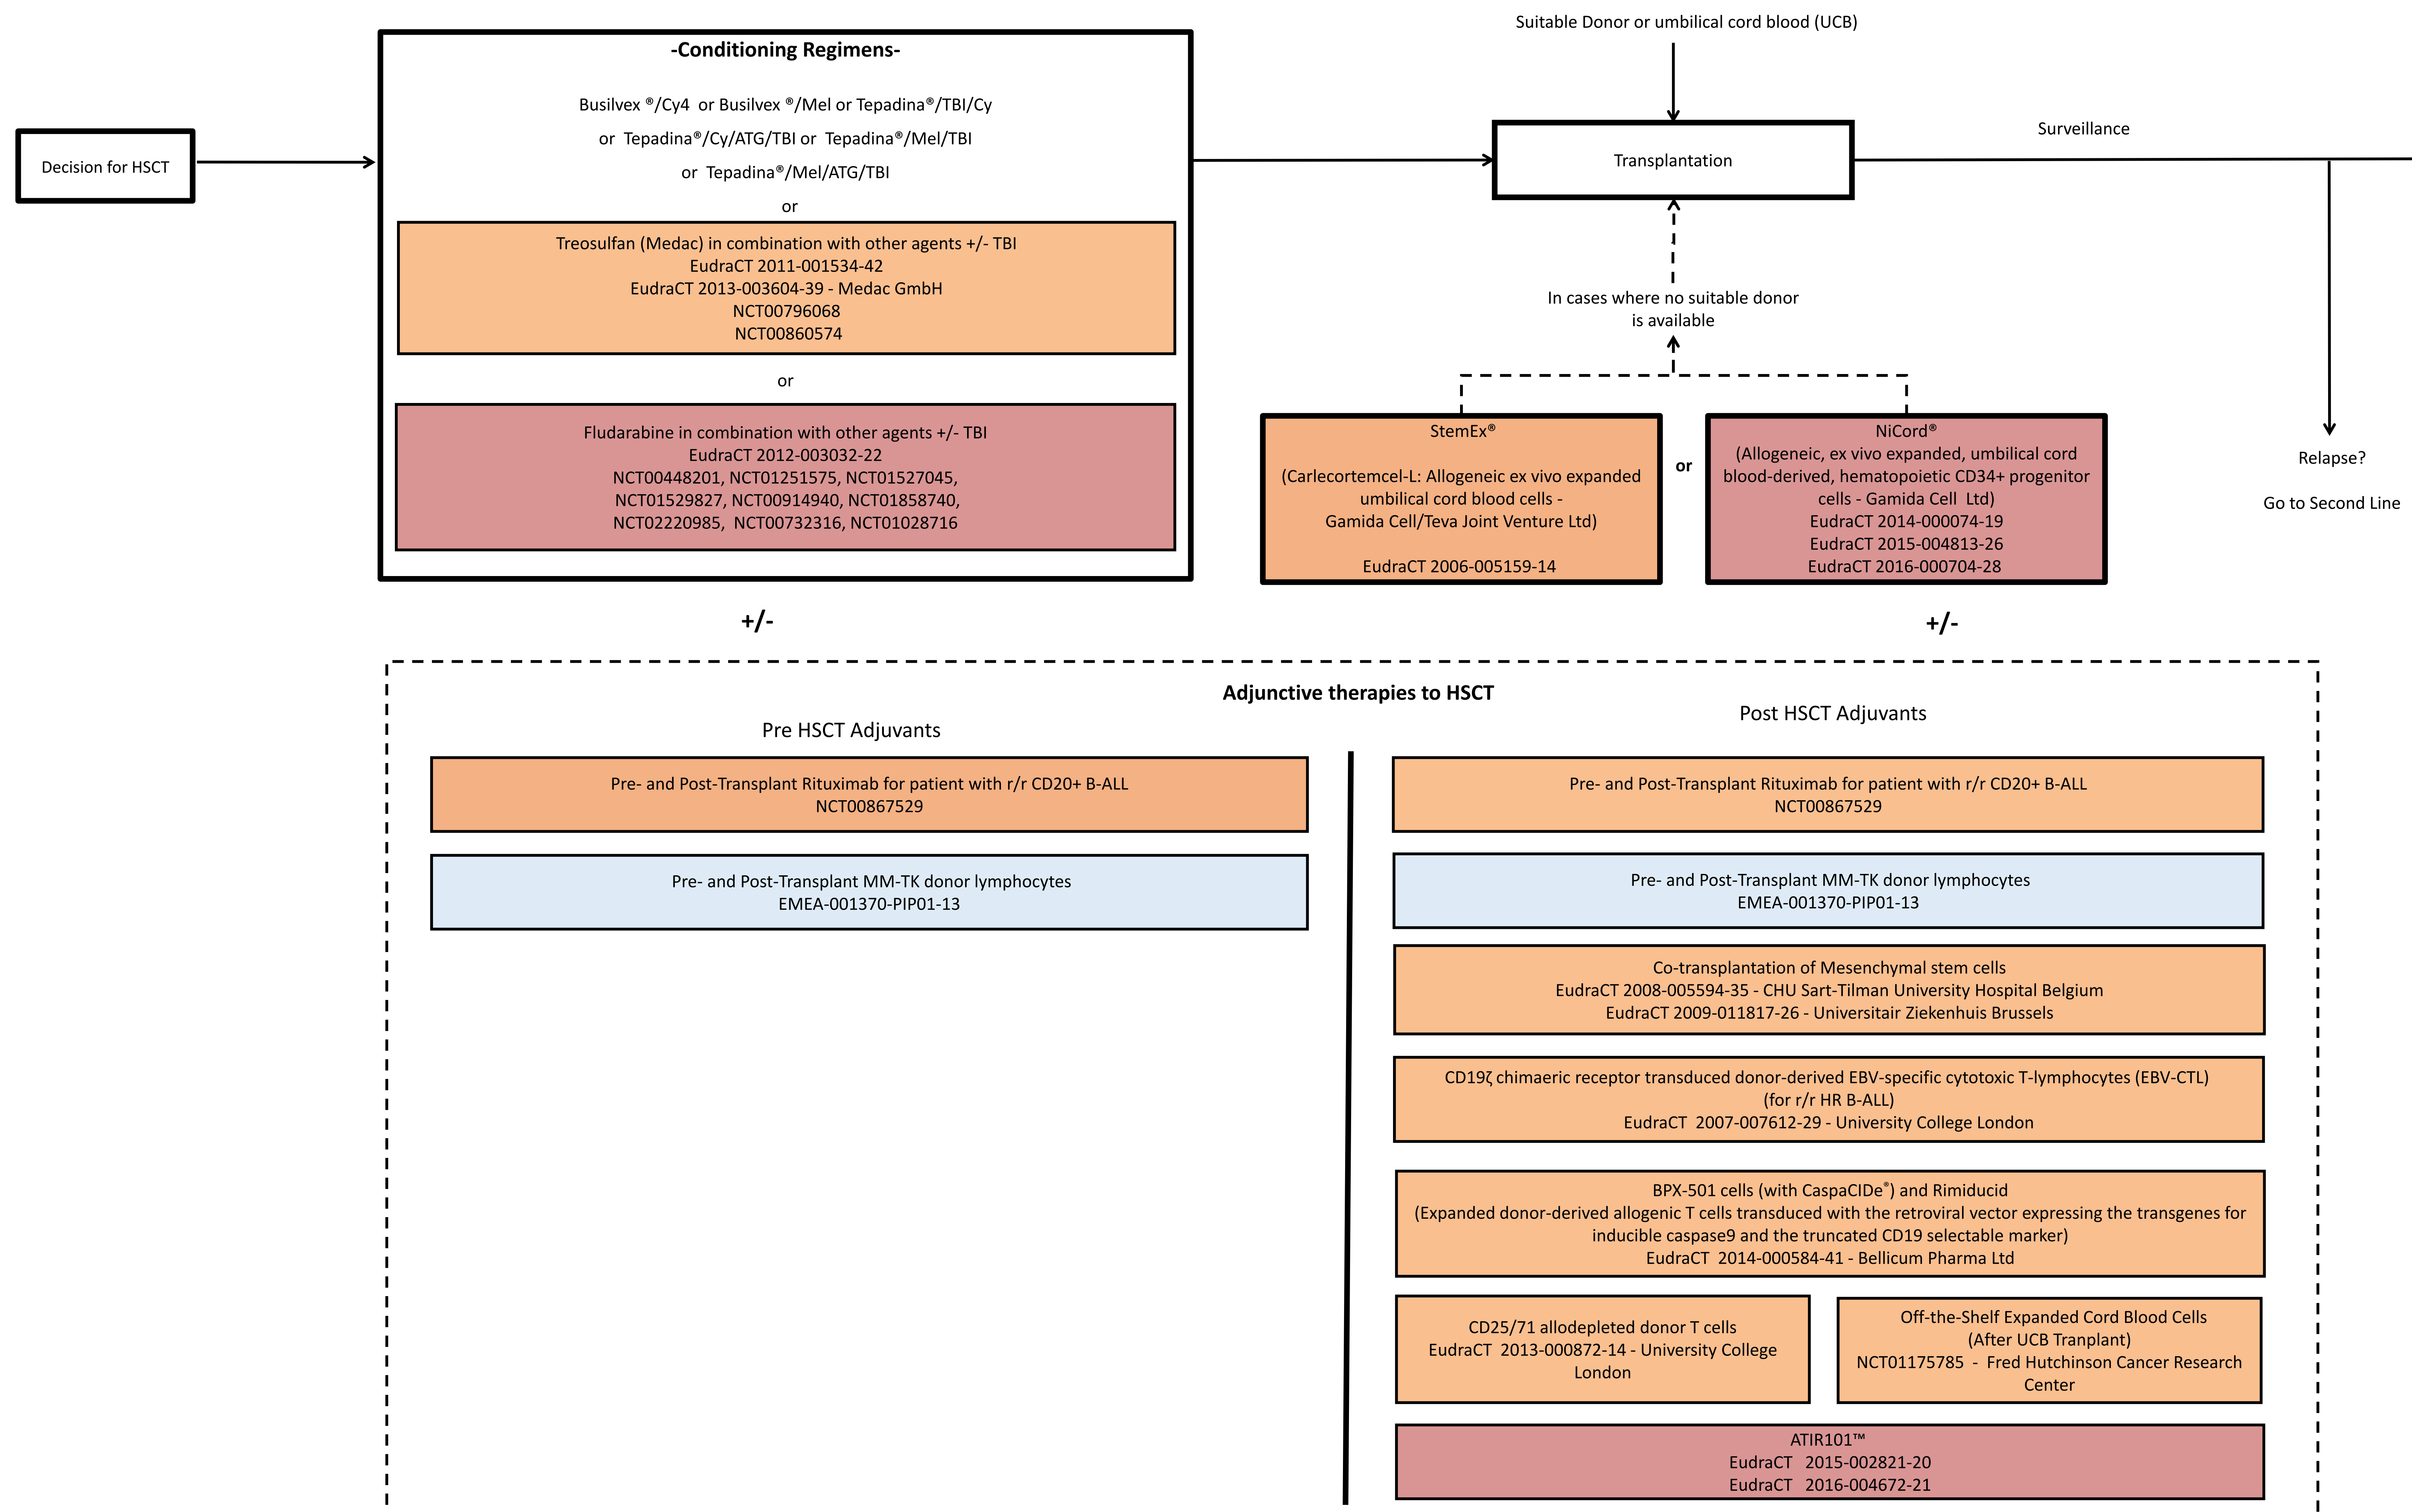 Suitable Donor or umbilical cord blood (UCB)
-Conditioning Regimens-
Busilvex ®/Cy4 or Busilvex ®/Mel or Tepadina®/TBI/Cy
or Tepadina®/Cy/ATG/TBI or Tepadina®/Mel/TBI
or Tepadina®/Mel/ATG/TBI
or
Treosulfan (Medac) in combination with other agents +/- TBI
EudraCT 2011-001534-42
EudraCT 2013-003604-39 - Medac GmbH
NCT00796068
NCT00860574
or
Fludarabine in combination with other agents +/- TBI
EudraCT 2012-003032-22
NCT00448201, NCT01251575, NCT01527045,
NCT01529827, NCT00914940, NCT01858740,
NCT02220985, NCT00732316, NCT01028716
Decision for HSCT
Transplantation
Surveillance
In cases where no suitable donor
is available
StemEx®
(Carlecortemcel-L: Allogeneic ex vivo expanded
umbilical cord blood cells -
Gamida Cell/Teva Joint Venture Ltd)
EudraCT 2006-005159-14
or
NiCord®
(Allogeneic, ex vivo expanded, umbilical cord
blood-derived, hematopoietic CD34+ progenitor
cells - Gamida Cell Ltd)
EudraCT 2014-000074-19
EudraCT 2015-004813-26
EudraCT 2016-000704-28
Relapse?
Go to Second Line
+/-
+/-
Adjunctive therapies to HSCT
Pre HSCT Adjuvants
Pre- and Post-Transplant Rituximab for patient with r/r CD20+ B-ALL
NCT00867529
Pre- and Post-Transplant MM-TK donor lymphocytes
EMEA-001370-PIP01-13
Post HSCT Adjuvants
Pre- and Post-Transplant Rituximab for patient with r/r CD20+ B-ALL
NCT00867529
Pre- and Post-Transplant MM-TK donor lymphocytes
EMEA-001370-PIP01-13
Co-transplantation of Mesenchymal stem cells
EudraCT 2008-005594-35 - CHU Sart-Tilman University Hospital Belgium
EudraCT 2009-011817-26 - Universitair Ziekenhuis Brussels
CD19ζ chimaeric receptor transduced donor-derived EBV-specific cytotoxic T-lymphocytes (EBV-CTL)
(for r/r HR B-ALL)
EudraCT 2007-007612-29 - University College London
BPX-501 cells (with CaspaCIDe®) and Rimiducid
(Expanded donor-derived allogenic T cells transduced with the retroviral vector expressing the transgenes for
inducible caspase9 and the truncated CD19 selectable marker)
EudraCT 2014-000584-41 - Bellicum Pharma Ltd
CD25/71 allodepleted donor T cells
EudraCT 2013-000872-14 - University College
London
Off-the-Shelf Expanded Cord Blood Cells
(After UCB Tranplant)
NCT01175785 - Fred Hutchinson Cancer Research
Center
ATIR101™
EudraCT 2015-002821-20
EudraCT 2016-004672-21